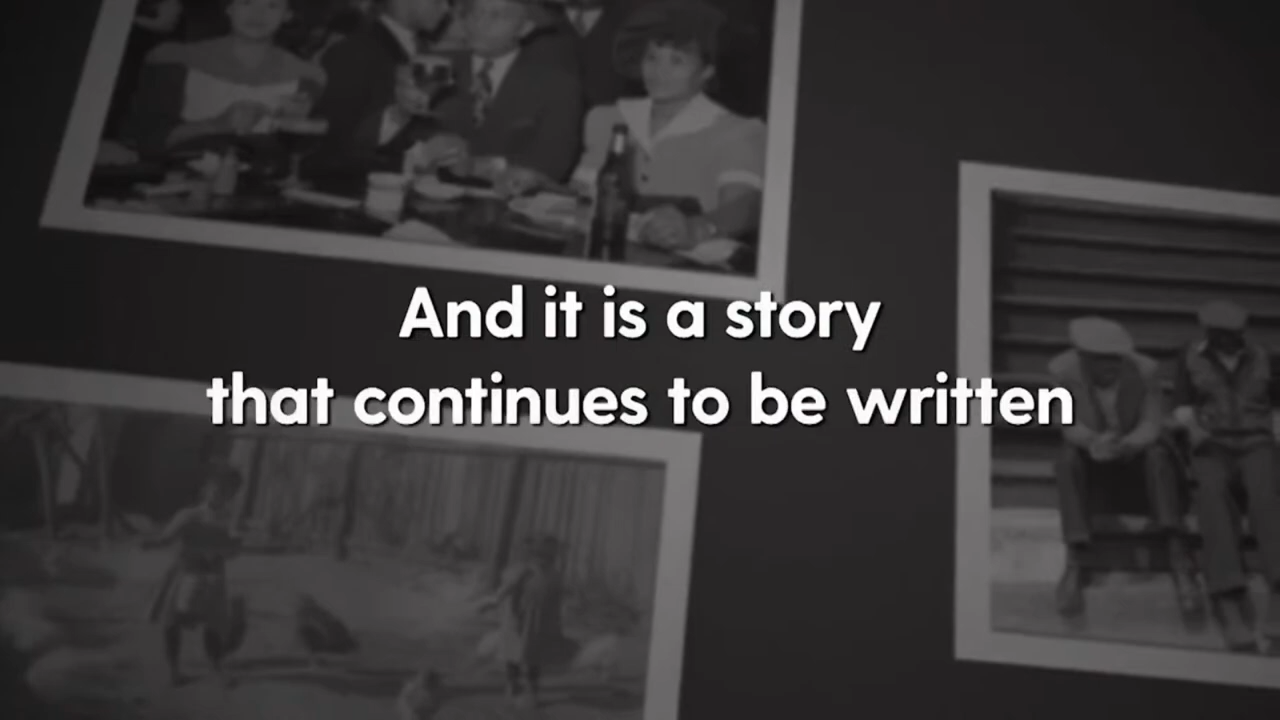 And it is a story
that continues to be written